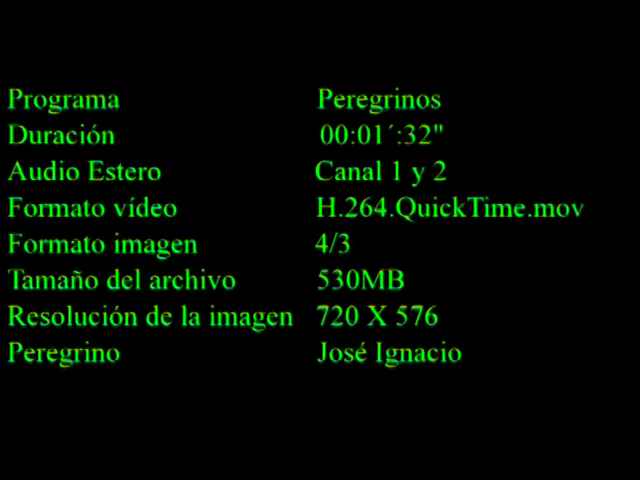 Programa Peregrinos
Duración 00:01´:32"
Audio Estero Canal 1 y 2
Formato vídeo H.264.QuickTime.mov
Formato imagen 4/3
Tamaño del archivo 530MB
Resolución de la imagen 720 X 576
Peregrino José Ignacio